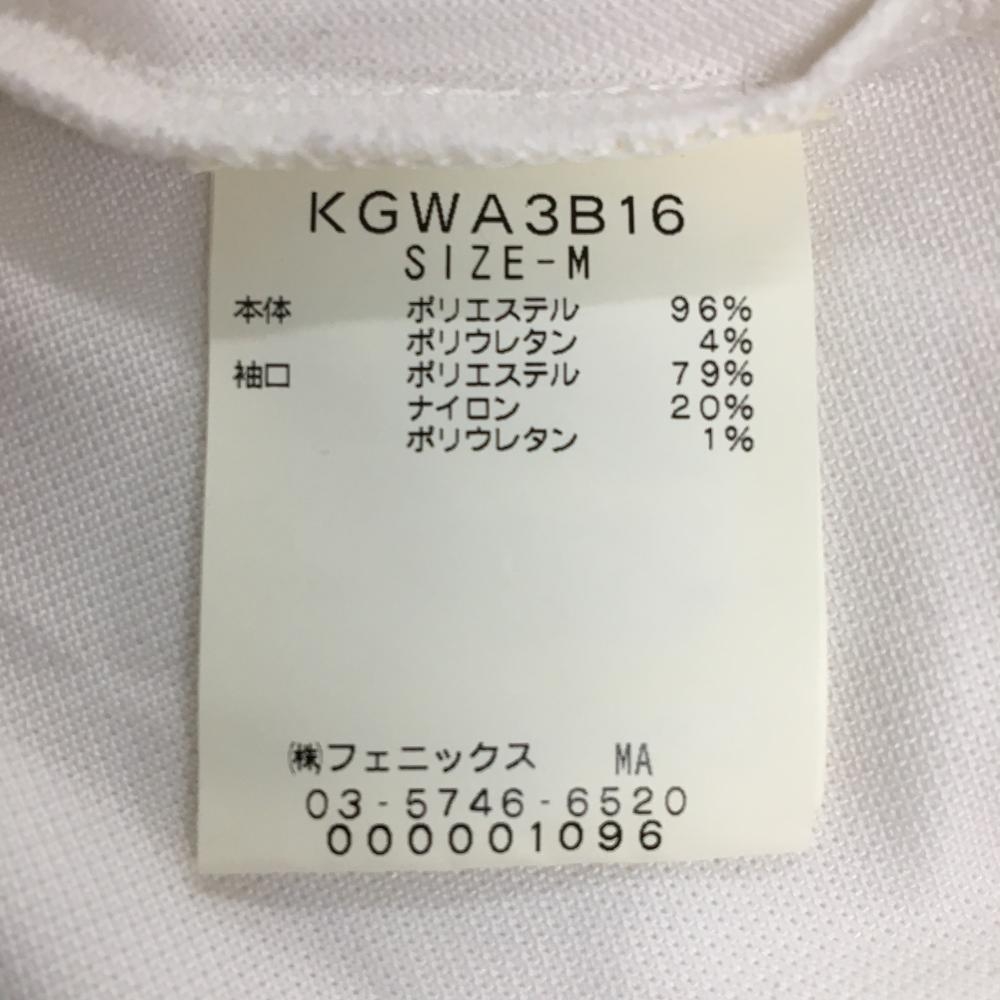 KGWA3B16
SIZE-M
本体 ポリエステル 96%
ポリウレタン 4%
袖口 ポリエステル 79%
ナイロン 20%
ポリウレタン 1%
㈱フェニックス MA
03-5746-6520
000001096